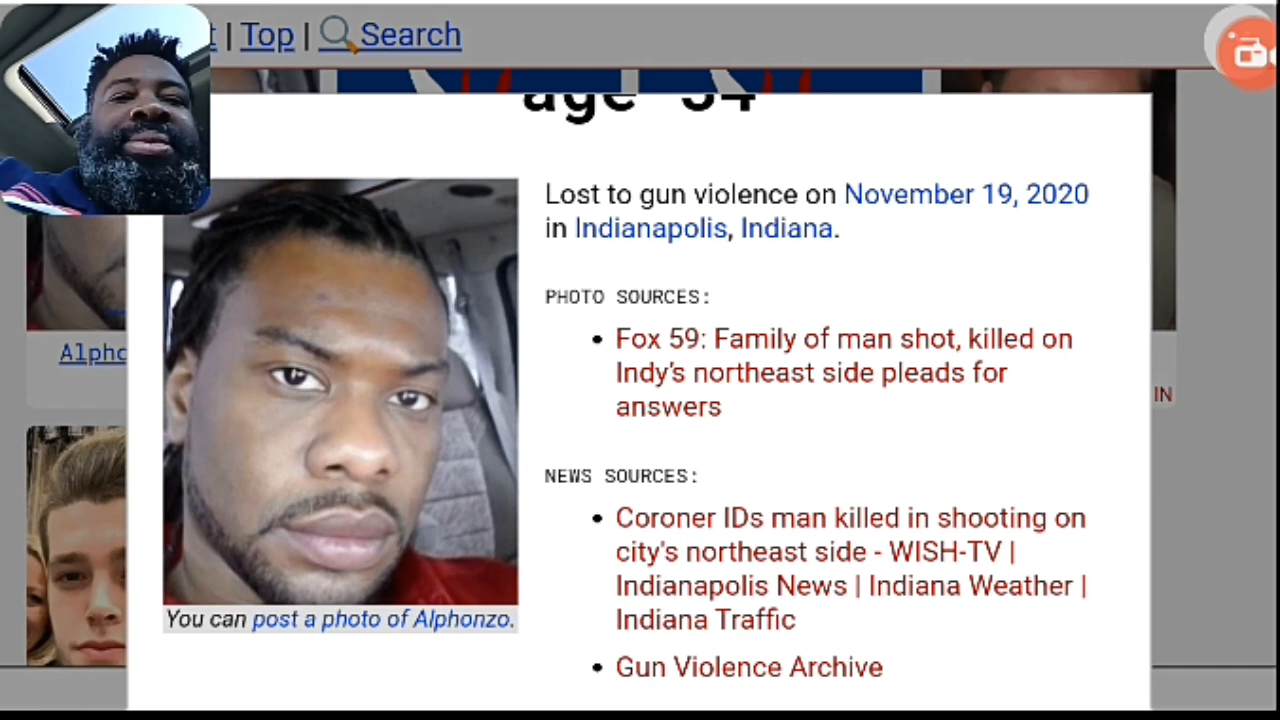 | Top | Search
age 34
Lost to gun violence on November 19, 2020
in Indianapolis, Indiana.
PHOTO SOURCES:
• Fox 59: Family of man shot, killed on
Indy's northeast side pleads for
answers
Alpho
IN
NEWS SOURCES:
• Coroner IDs man killed in shooting on
city's northeast side - WISH-TV |
Indianapolis News | Indiana Weather |
Indiana Traffic
You can post a photo of Alphonzo.
• Gun Violence Archive